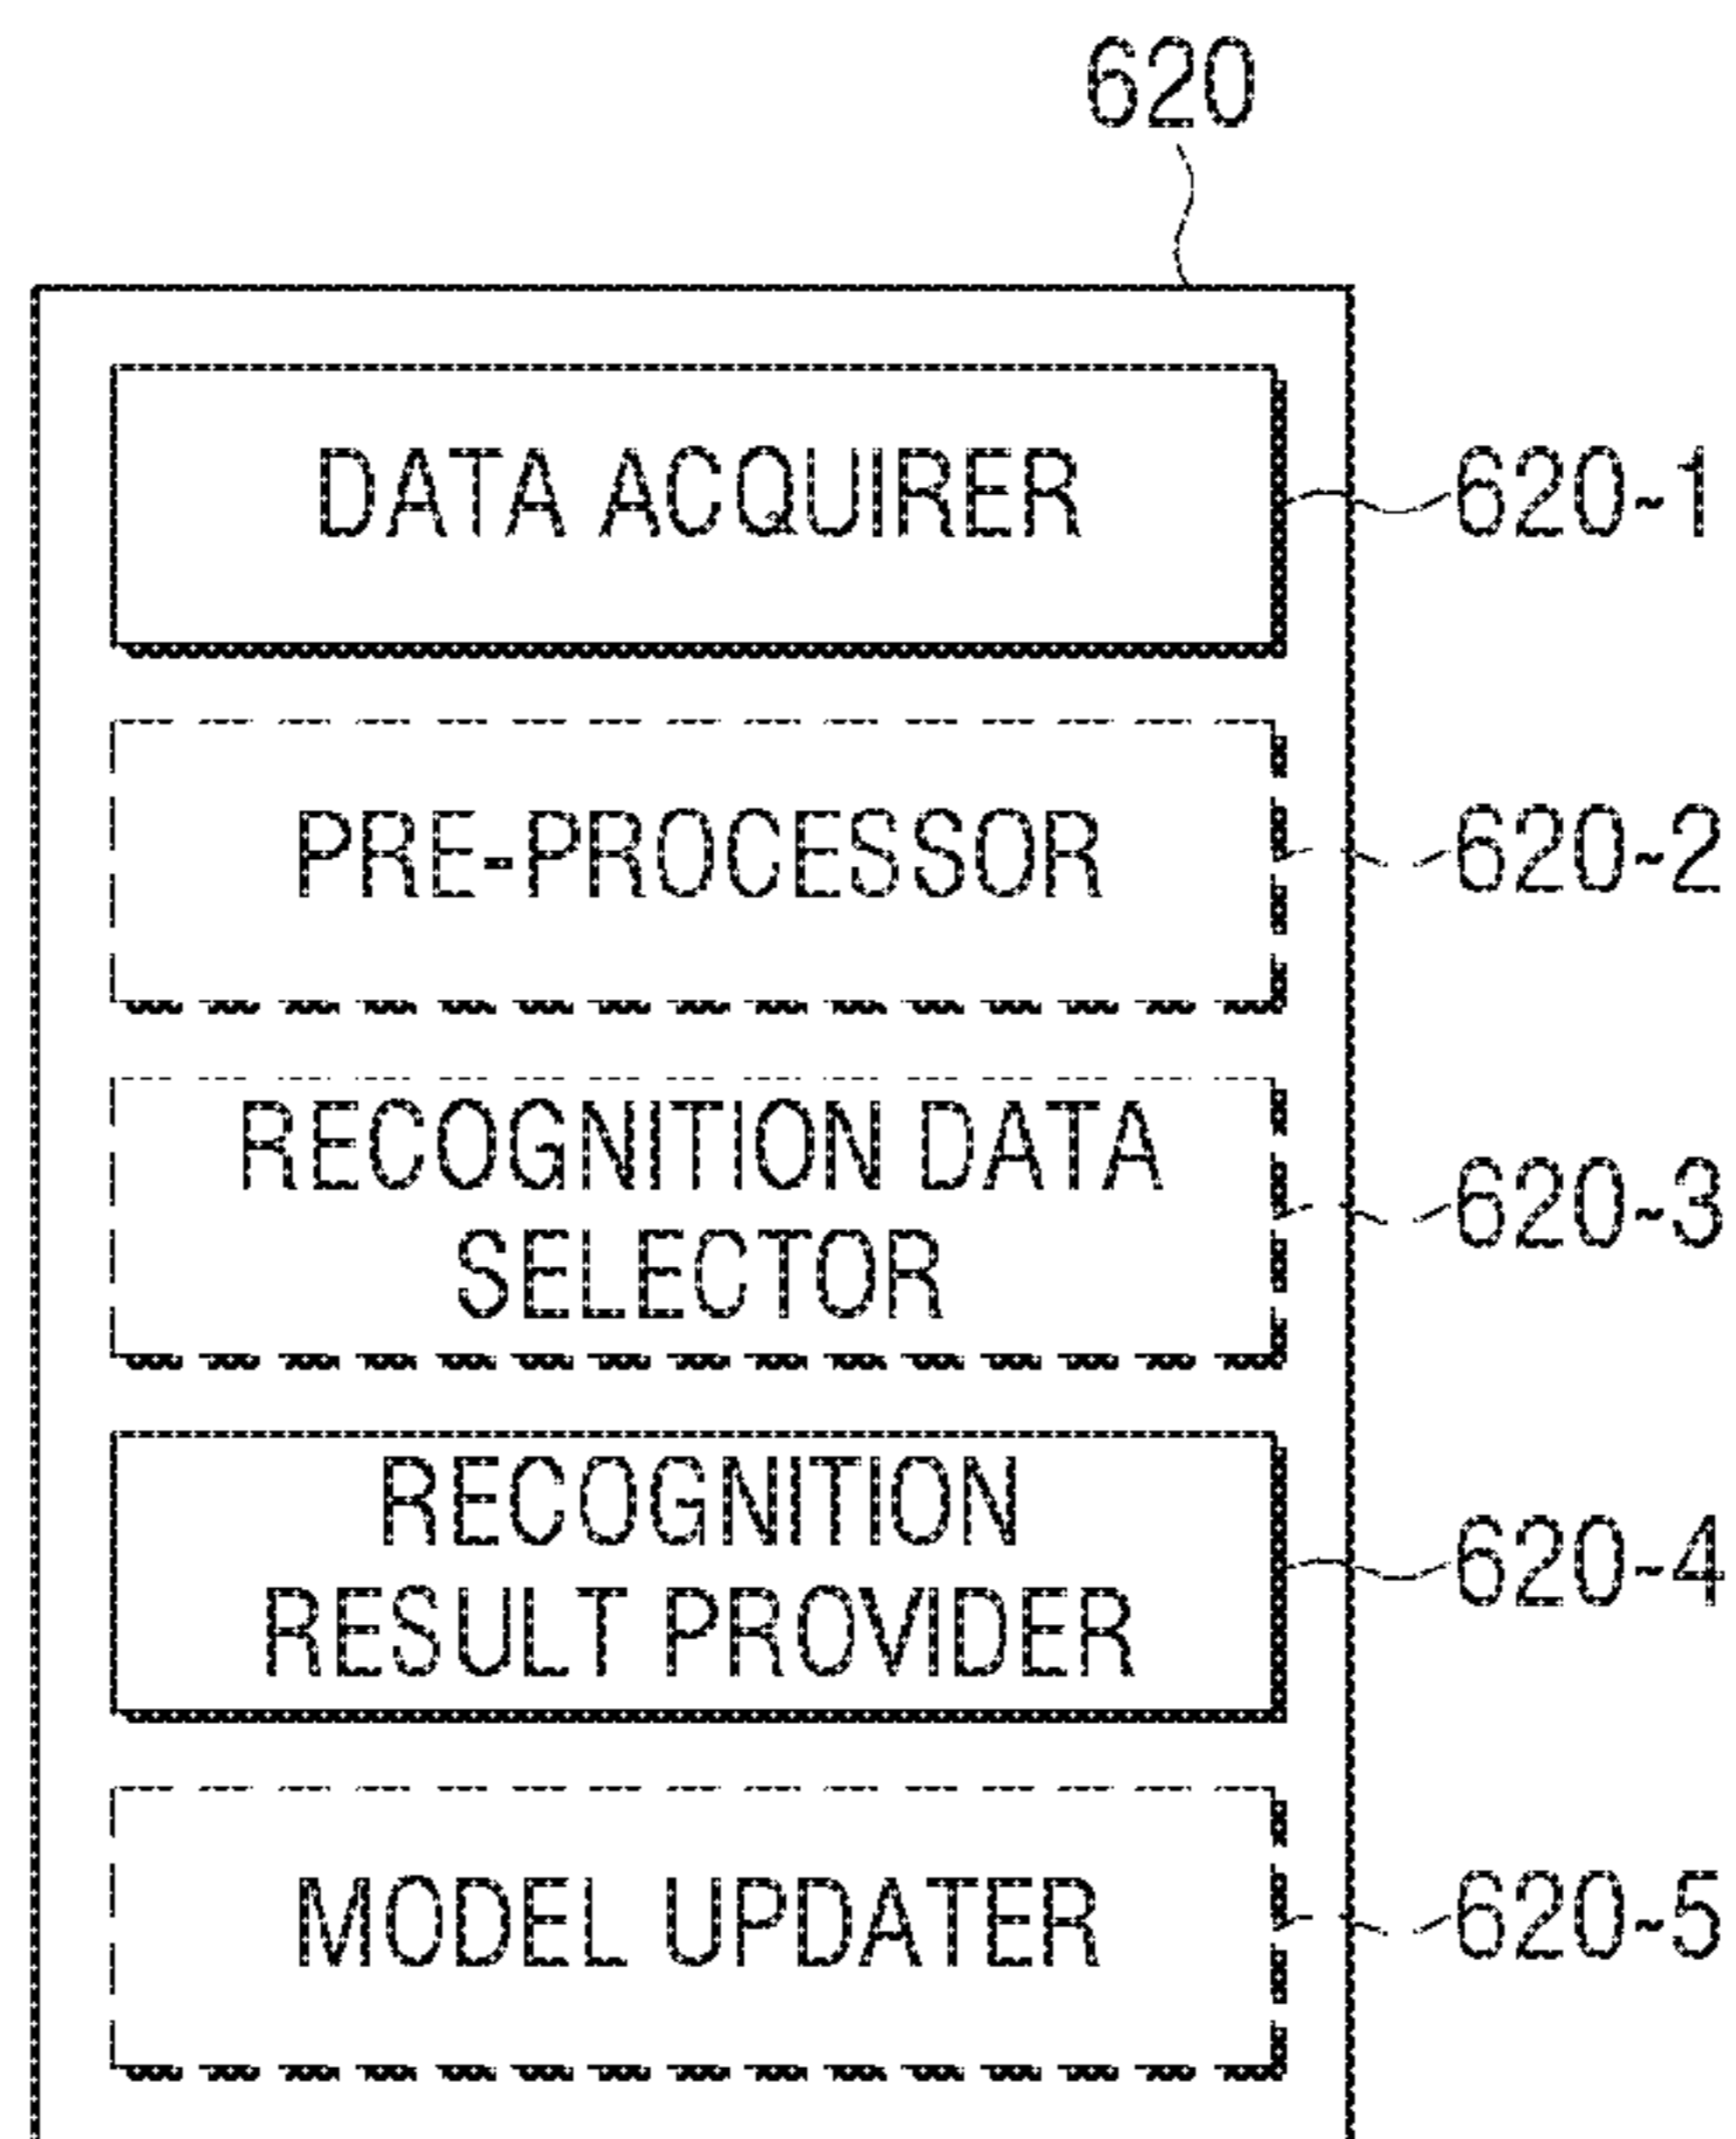 620
DATA ACQUIRER
620-1
PRE-PROCESSOR
620-2
RECOGNITION DATA
SELECTOR
620-3
RECOGNITION
RESULT PROVIDER
620-4
MODEL UPDATER
620-5